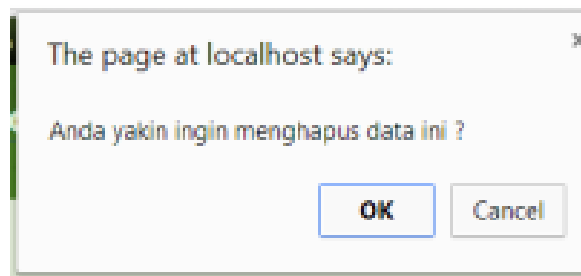 The page at localhost says:
Anda yakin ingin menghapus data ini ?
OK Cancel